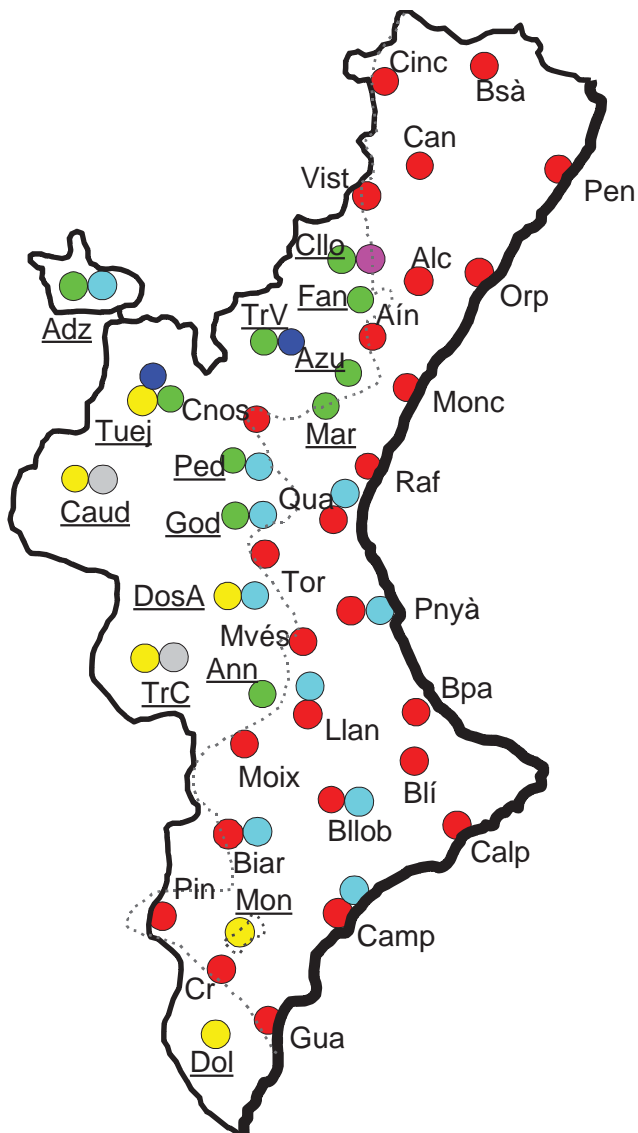 Cinc
Bsà
Can
Pen
Vist
Cllo
Alc
Orp
Fan
Adz
TrV
Aín
Azu
Monc
Cnos
Tuej
Mar
Ped
Raf
Caud
Qua
God
Tor
DosA
Pnyà
Mvés
Ann
TrC
Bpa
Llan
Moix
Blí
Bllob
Calp
Biar
Pin
Mon
Camp
Cr
Gua
Dol